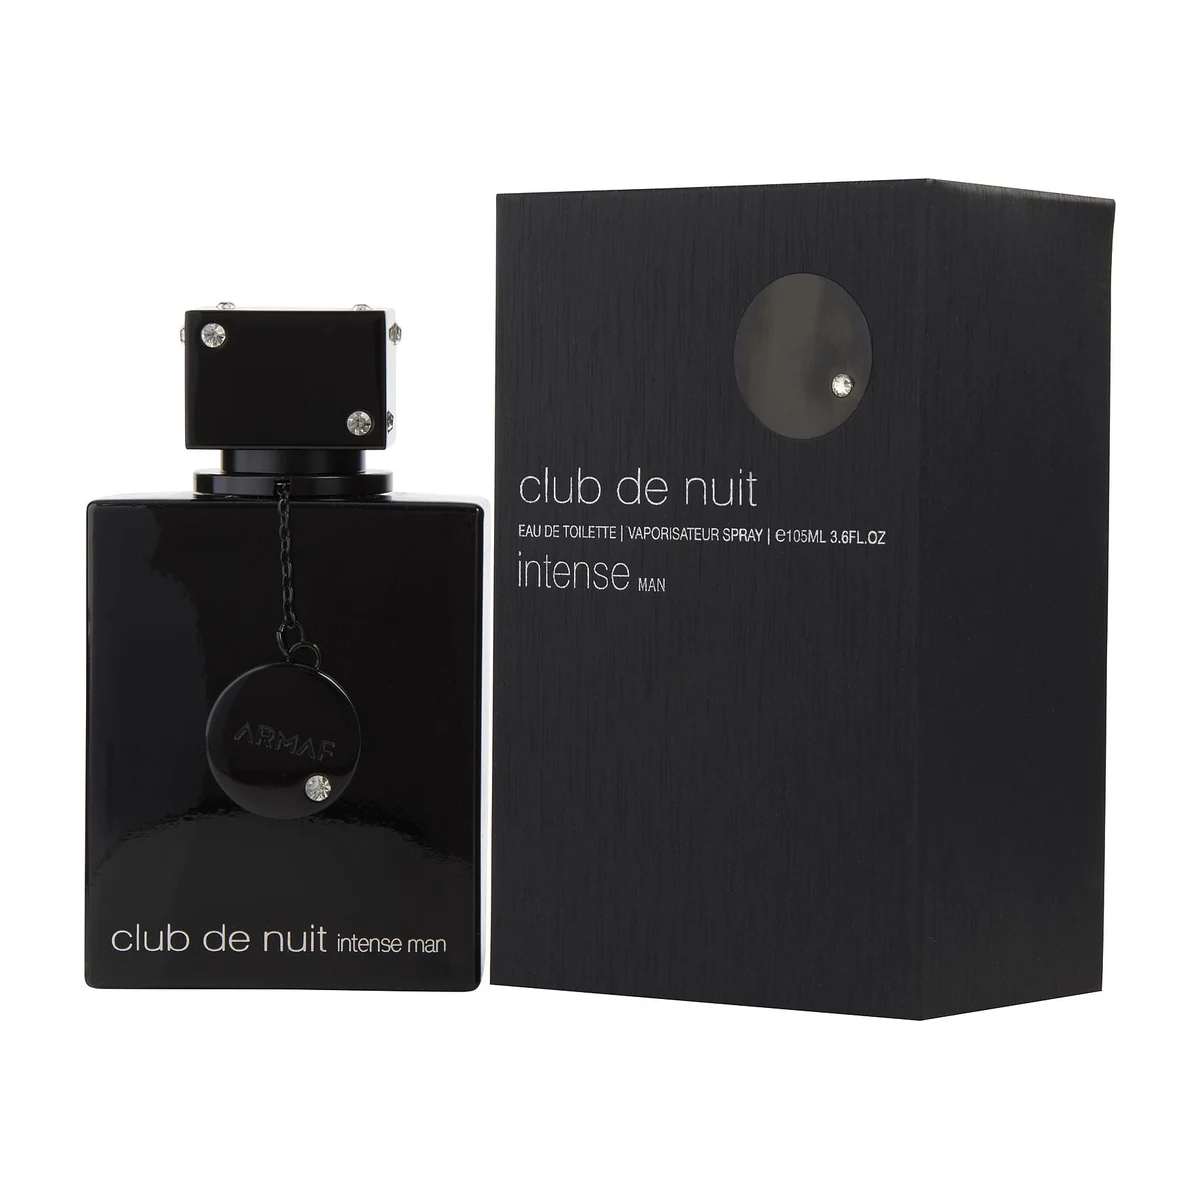 club de nuit
EAU DE TOILETTE | VAPORISATEUR SPRAY | e105ML 3.6FL.OZ
intense MAN
ARMAF
club de nuit intense man